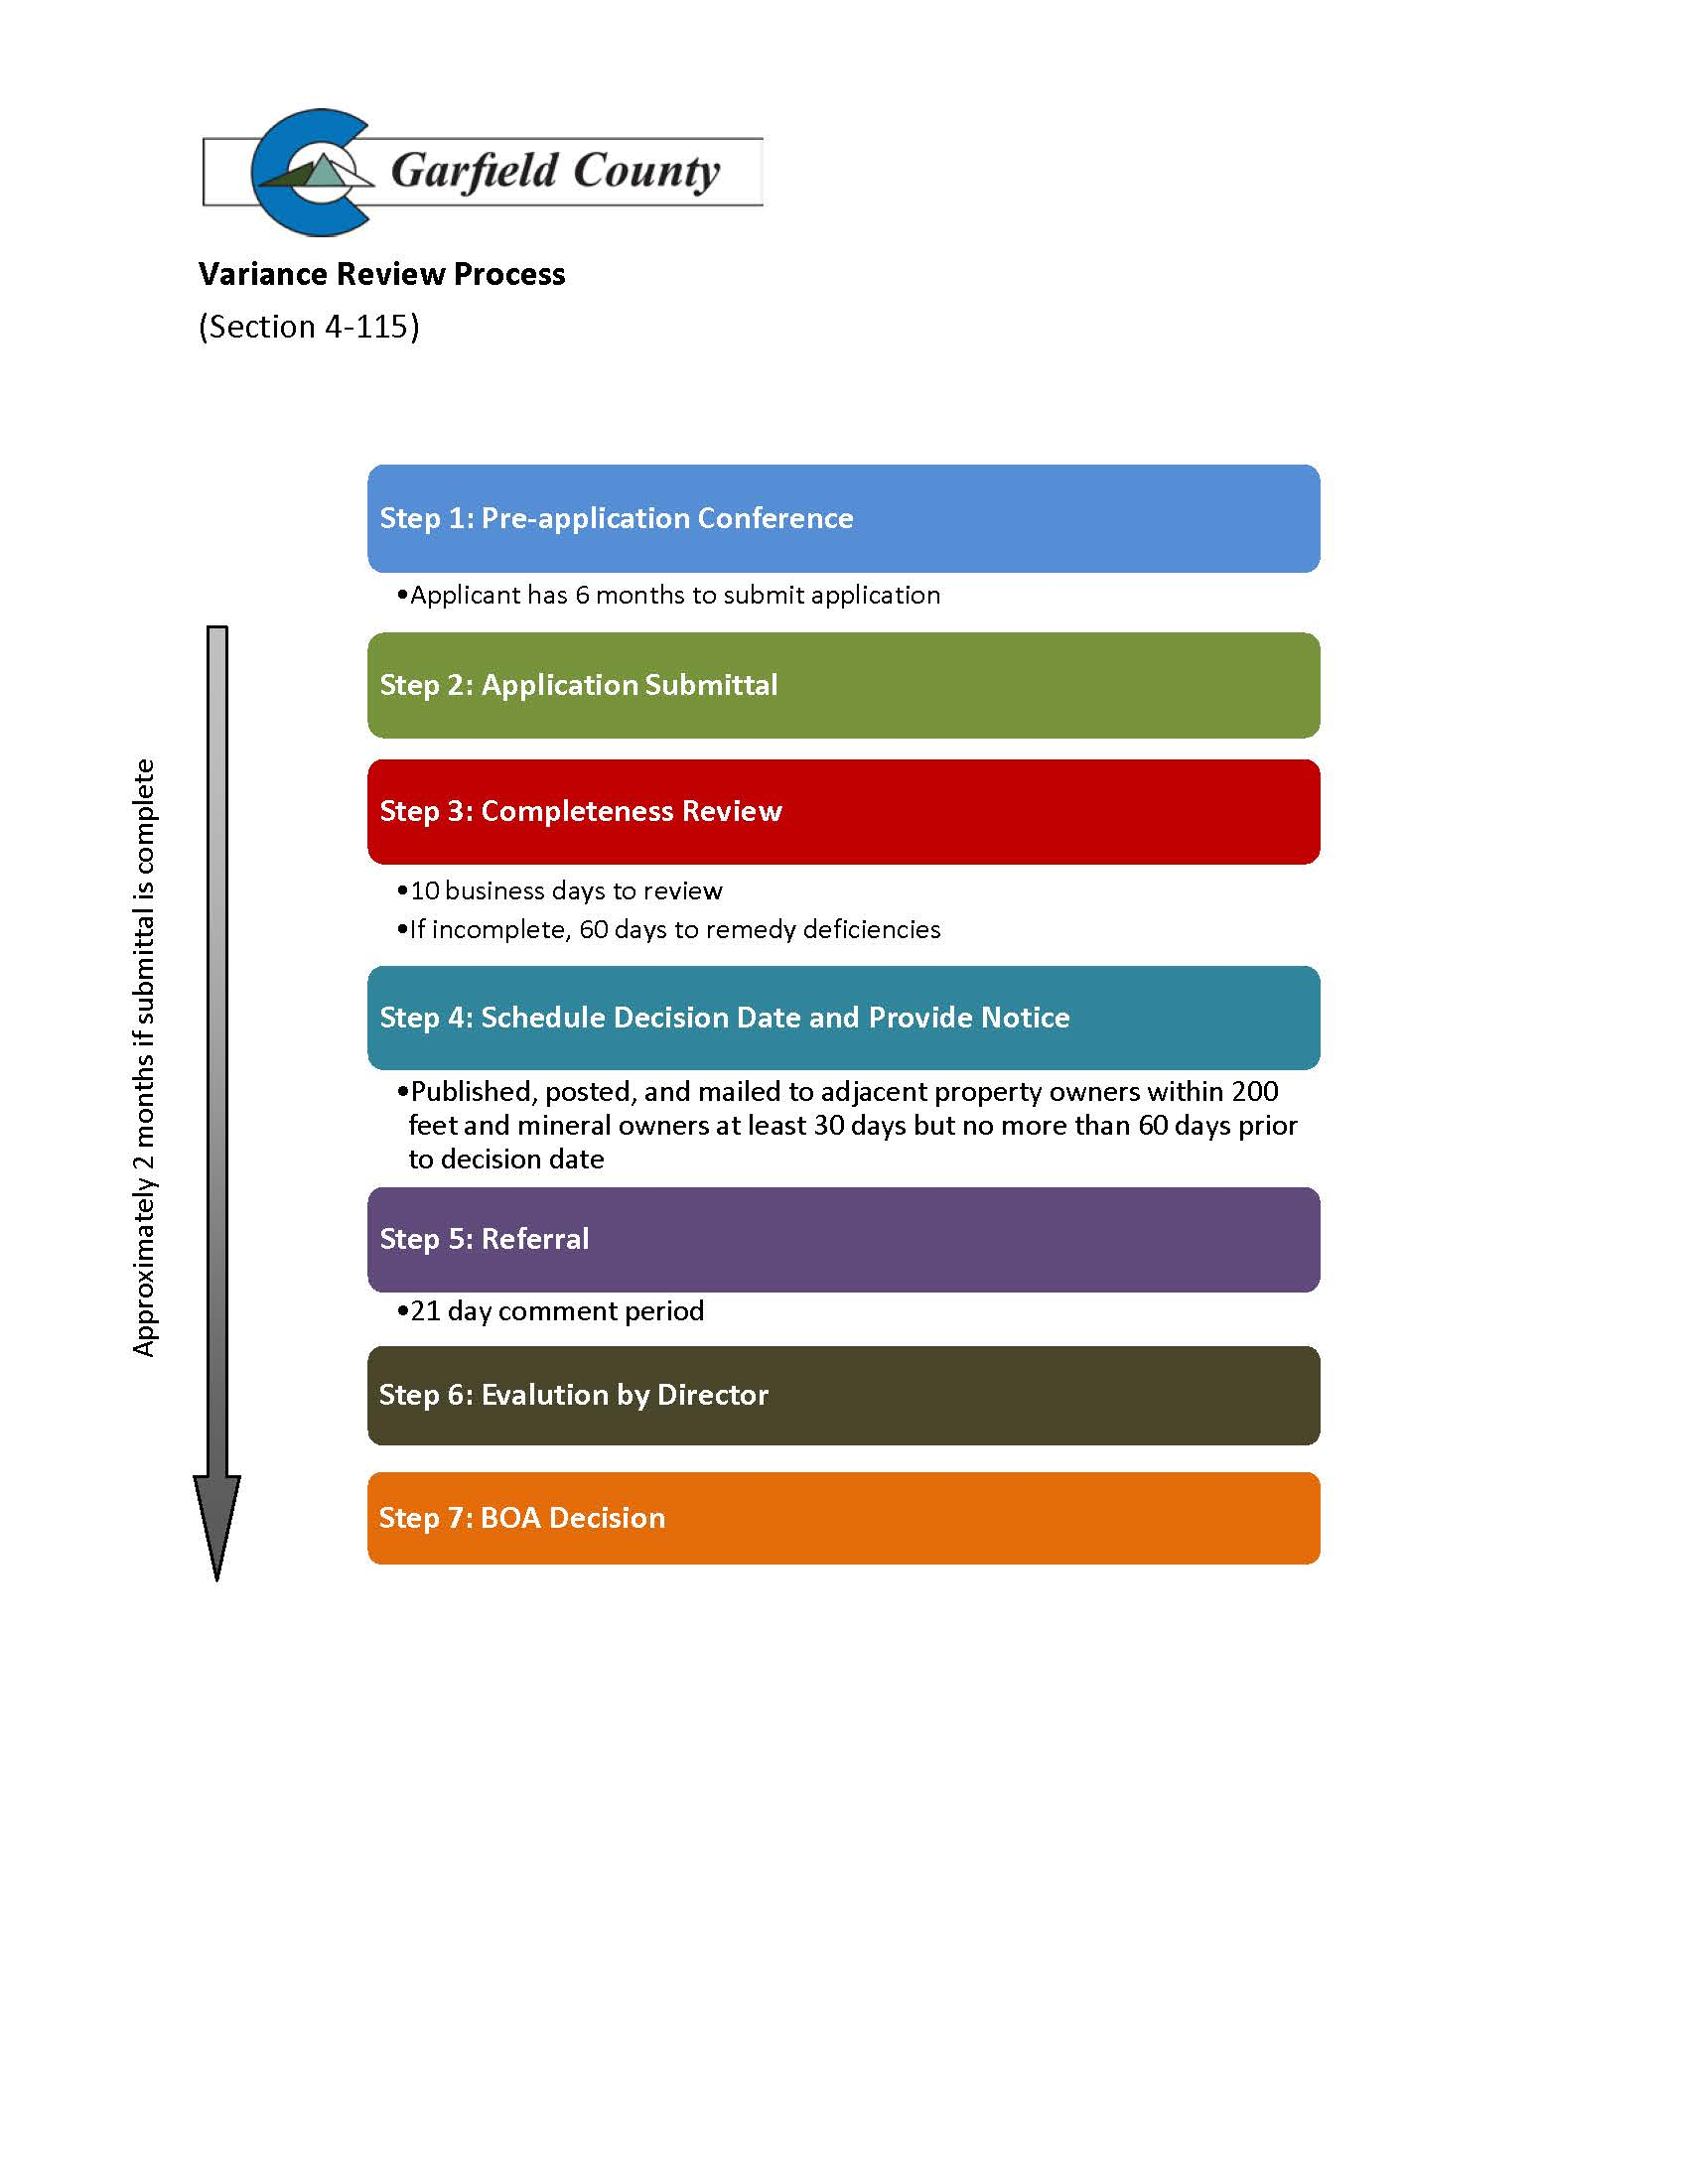 Garfield County
Variance Review Process
(Section 4-115)
Step 1: Pre-application Conference
•Applicant has 6 months to submit application
Step 2: Application Submittal
Step 3: Completeness Review
•10 business days to review
•If incomplete, 60 days to remedy deficiencies
Step 4: Schedule Decision Date and Provide Notice
•Published, posted, and mailed to adjacent property owners within 200
feet and mineral owners at least 30 days but no more than 60 days prior
to decision date
Step 5: Referral
•21 day comment period
Step 6: Evalution by Director
Step 7: BOA Decision
Approximately 2 months if submittal is complete